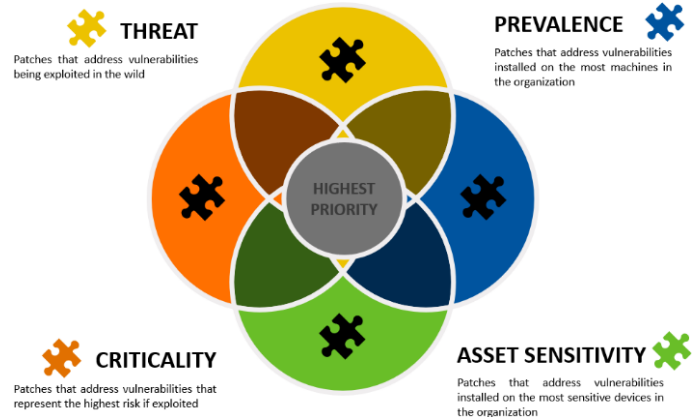 THREAT
Patches that address vulnerabilities
being exploited in the wild
PREVALENCE
Patches that address vulnerabilities
installed on the most machines in
the organization
HIGHEST
PRIORITY
CRITICALITY
Patches that address vulnerabilities that
represent the highest risk if exploited
ASSET SENSITIVITY
Patches that address vulnerabilities
installed on the most sensitive devices in
the organization